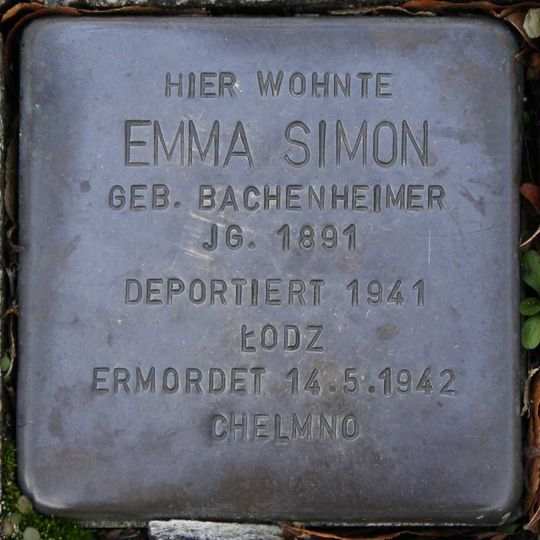 HIER WOHNTE
EMMA SIMON
GEB. BACHENHEIMER
JG. 1891
DEPORTIERT 1941
ŁODZ
ERMORDET 14.5.1942
CHELMNO